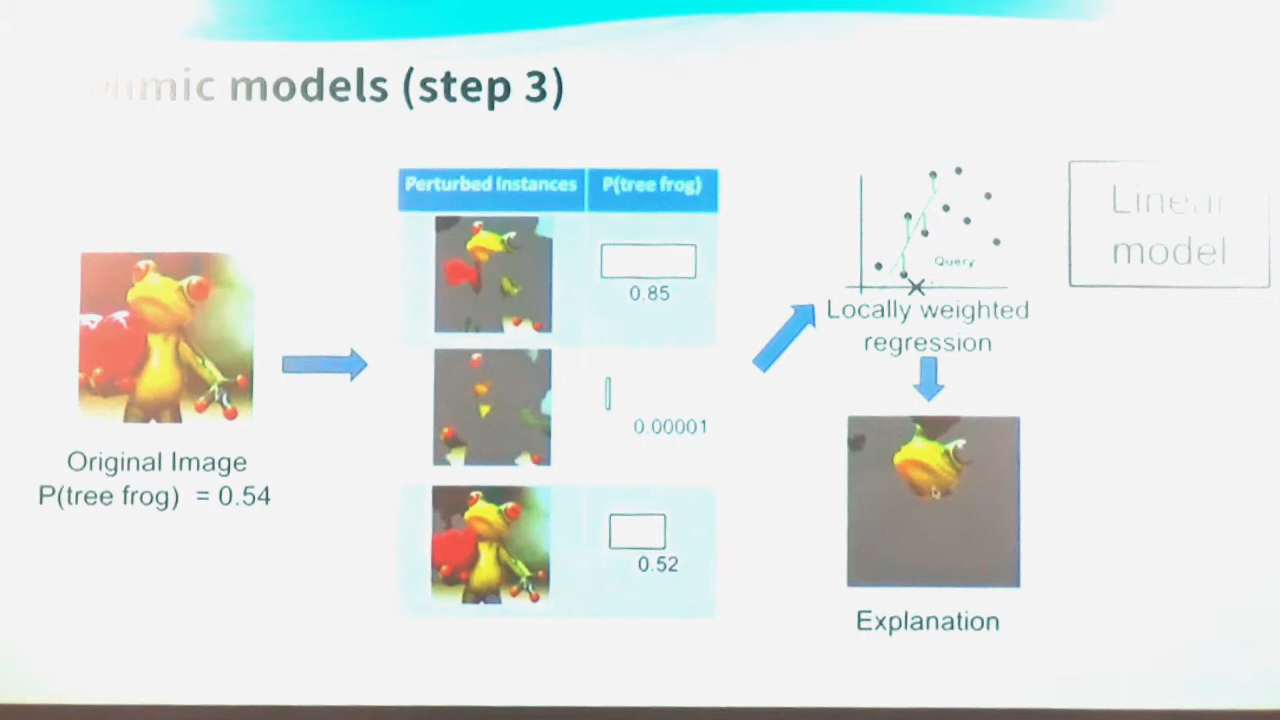 models (step 3)
Perturbed Instances
P(tree frog)
0.85
0.00001
0.52
Original Image
P(tree frog) = 0.54
Query
Locally weighted
regression
Explanation
Linear
model